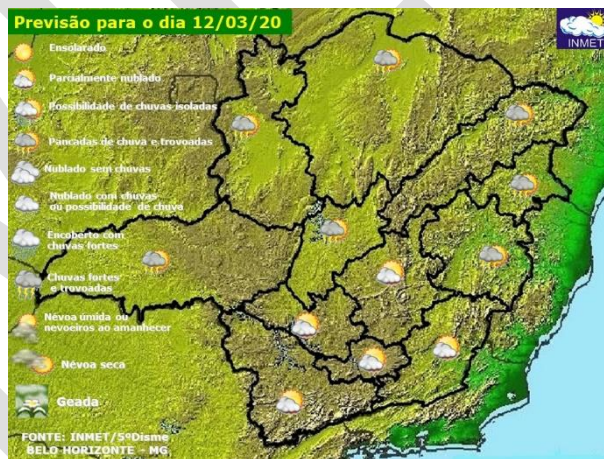 Previsão para o dia 12/03/20
INMET
Ensolarado
Parcialmente nublado
Possibilidade de chuvas isoladas
Pancadas de chuva e trovoadas
Nublado sem chuvas
Nublado com chuvas
ou possibilidade de chuva
Encoberto com
chuvas fortes
Chuvas fortes
e trovoadas
Névoa úmida ou
nevoeiros ao amanhecer
Névoa seca
Geada
FONTE: INMET/5ºDisme
BELO HORIZONTE - MG